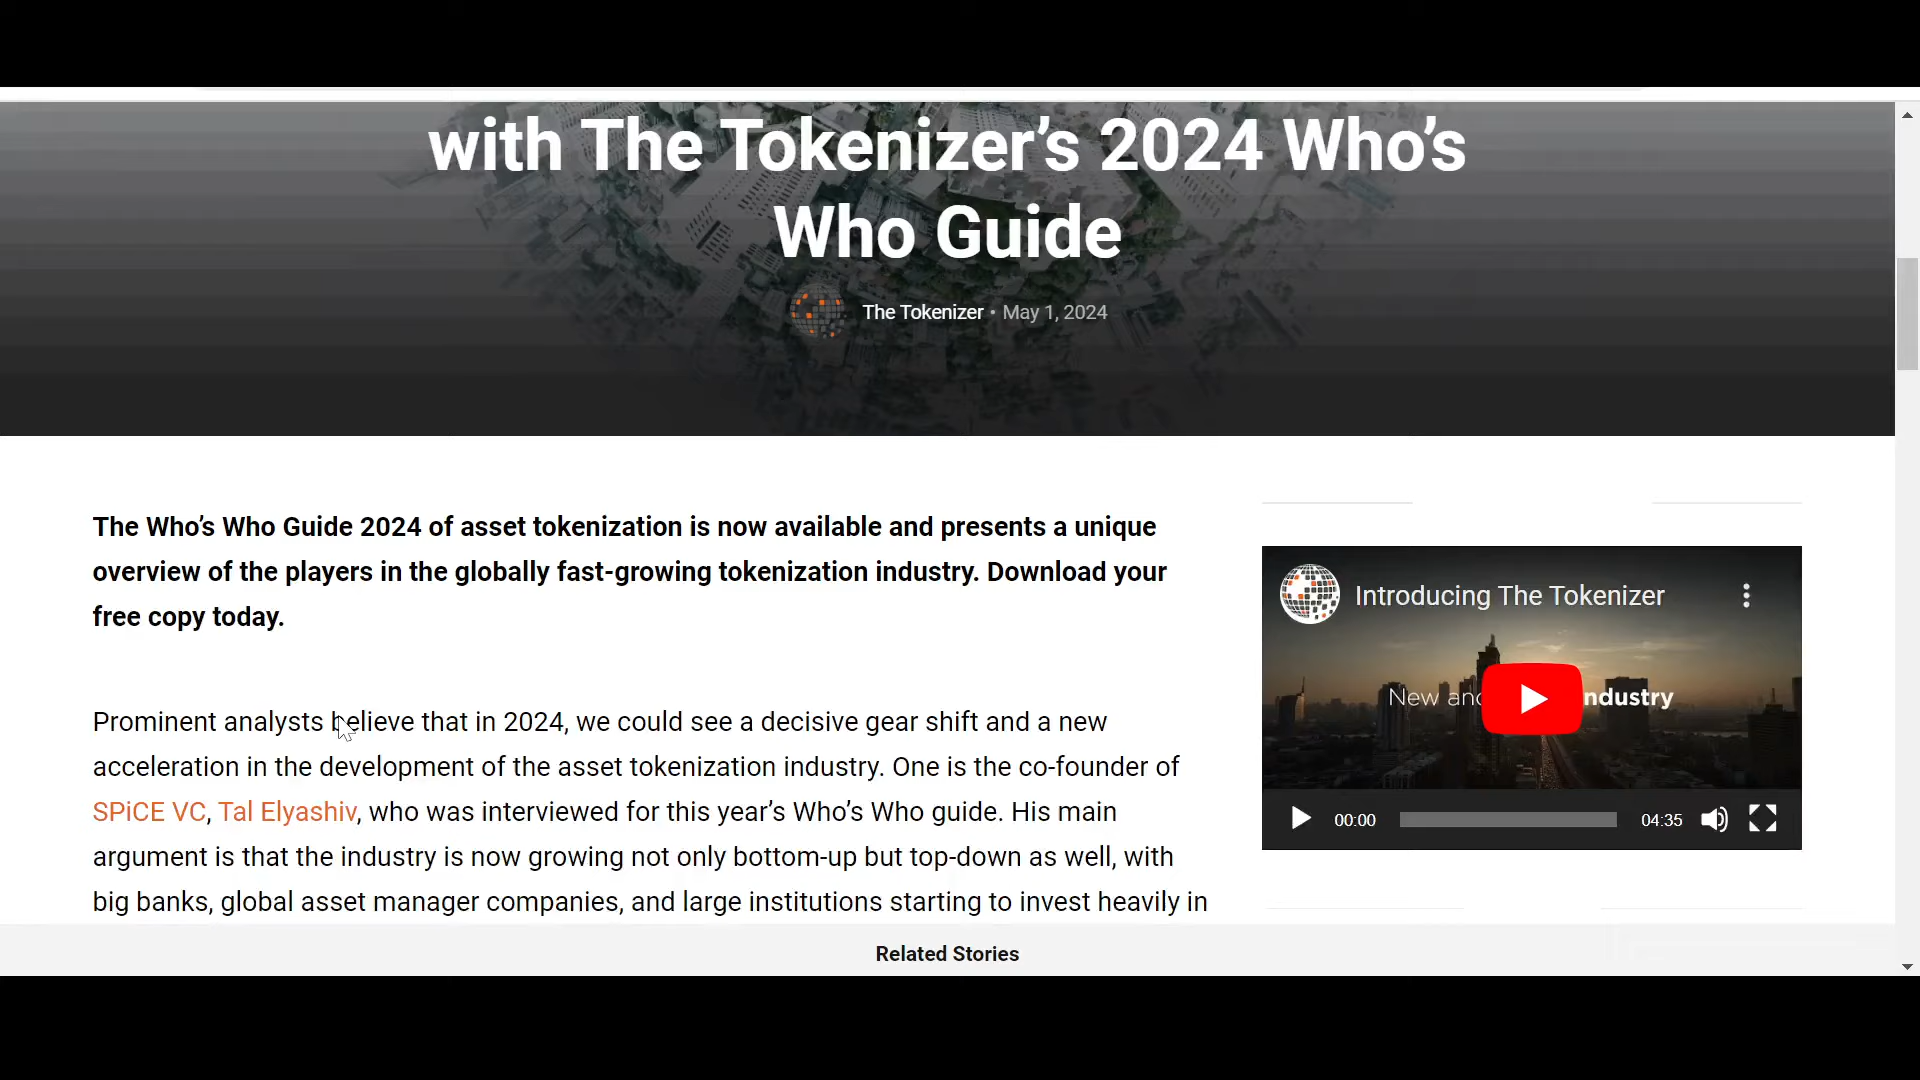 with The Tokenizer’s 2024 Who’s
Who Guide
The Tokenizer • May 1, 2024
The Who’s Who Guide 2024 of asset tokenization is now available and presents a unique
overview of the players in the globally fast-growing tokenization industry. Download your
free copy today.
Prominent analysts believe that in 2024, we could see a decisive gear shift and a new
acceleration in the development of the asset tokenization industry. One is the co-founder of
SPiCE VC, Tal Elyashiv, who was interviewed for this year’s Who’s Who guide. His main
argument is that the industry is now growing not only bottom-up but top-down as well, with
big banks, global asset manager companies, and large institutions starting to invest heavily in
Introducing The Tokenizer
New and ndustry
00:00 04:35
Related Stories